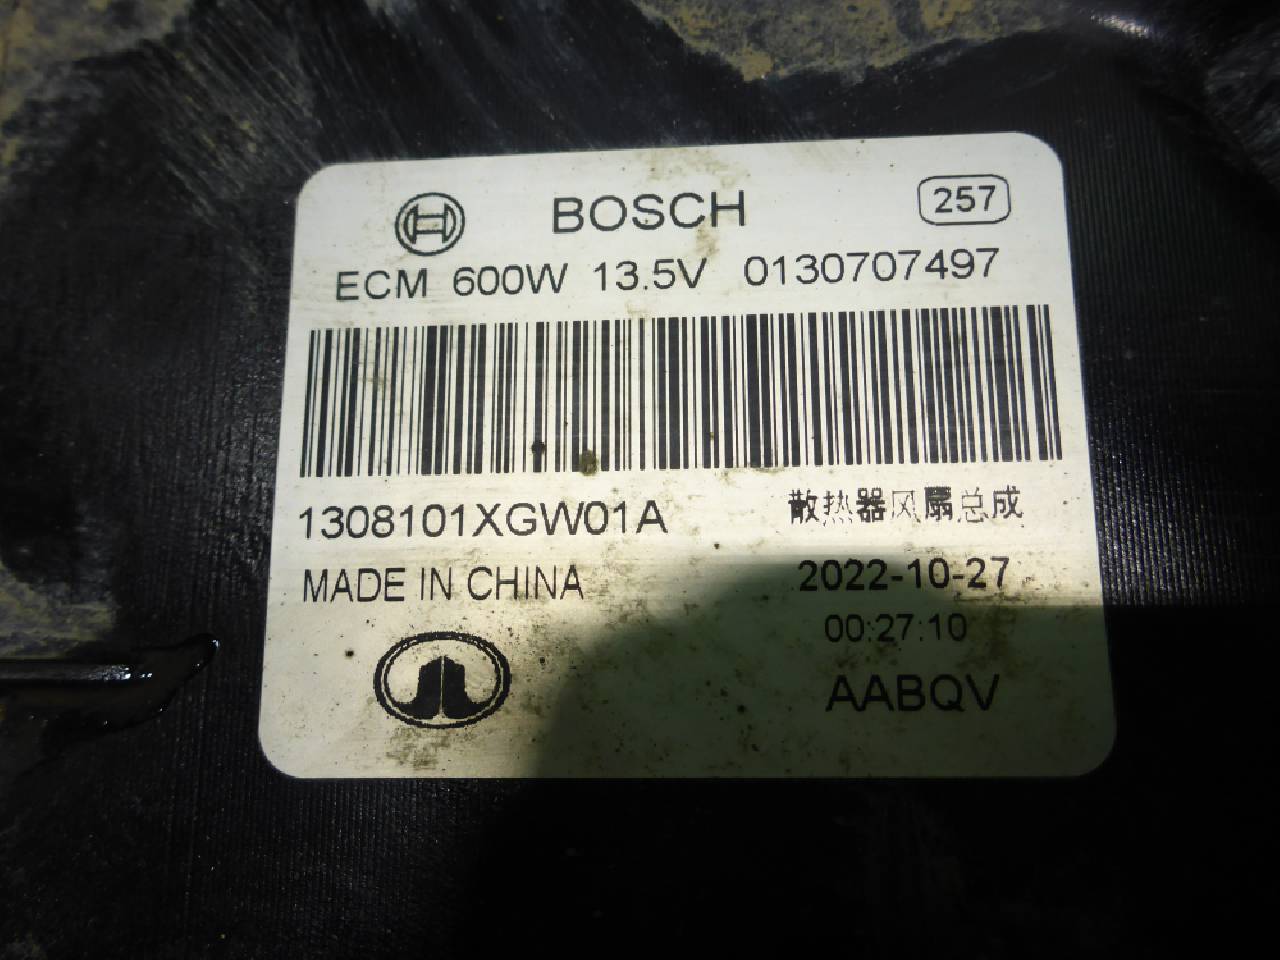 BOSCH 257
ECM 600W 13.5V 0130707497
1308101XGW01A 散热器风扇总成
MADE IN CHINA 2022-10-27
00:27:10
AABQV